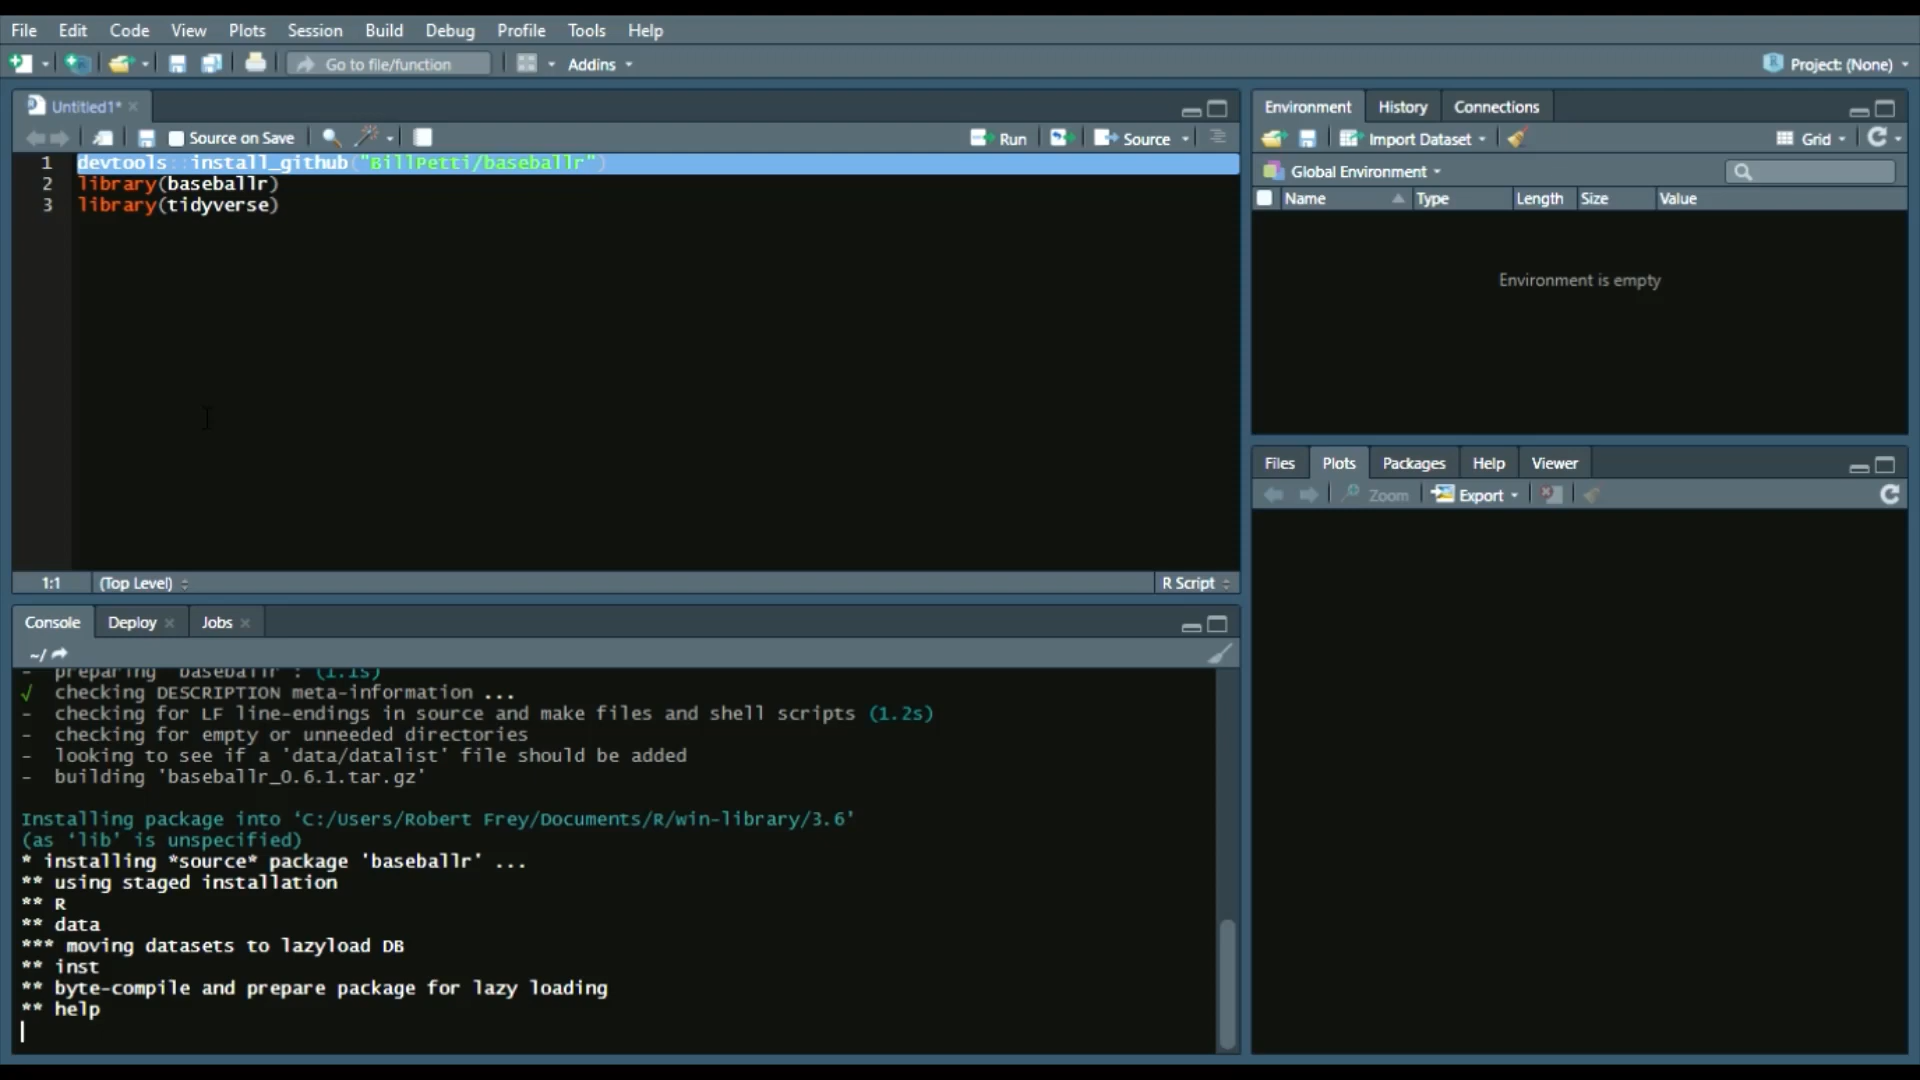 File Edit Code View Plots Session Build Debug Profile Tools Help
Go to file/function Addins Project: (None)
Untitled1*
Source on Save Run Source
1 devtools::install_github("BillPetti/baseballr")
2 library(baseballr)
3 library(tidyverse)
1:1 (Top Level) R Script
Console Deploy Jobs
~/
- preparing 'baseballr': (1.1s)
√ checking DESCRIPTION meta-information ...
- checking for LF line-endings in source and make files and shell scripts (1.2s)
- checking for empty or unneeded directories
- looking to see if a 'data/datalist' file should be added
- building 'baseballr_0.6.1.tar.gz'
Installing package into ‘C:/Users/Robert Frey/Documents/R/win-library/3.6’
(as ‘lib’ is unspecified)
* installing *source* package 'baseballr' ...
** using staged installation
** R
** data
*** moving datasets to lazyload DB
** inst
** byte-compile and prepare package for lazy loading
** help
Environment History Connections
Import Dataset Grid
Global Environment
Name Type Length Size Value
Environment is empty
Files Plots Packages Help Viewer
Zoom Export